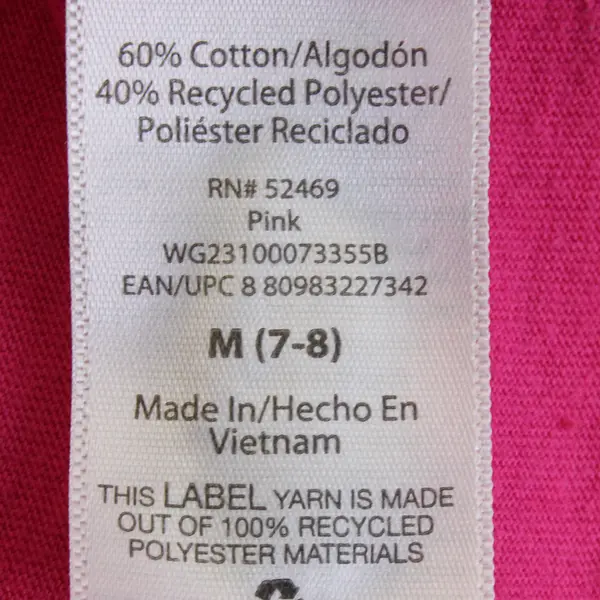 60% Cotton/Algodón
40% Recycled Polyester/
Poliéster Reciclado
RN# 52469
Pink
WG23100073355B
EAN/UPC 8 80983227342
M (7-8)
Made In/Hecho En
Vietnam
THIS LABEL YARN IS MADE
OUT OF 100% RECYCLED
POLYESTER MATERIALS